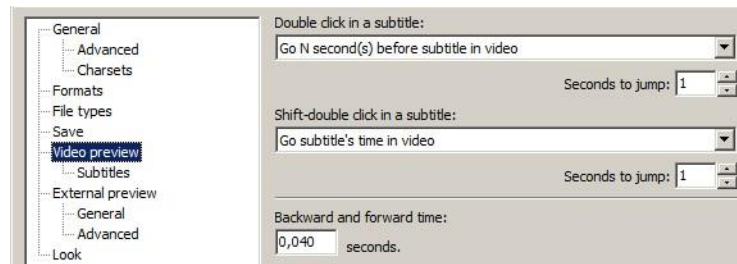 General
Advanced
Charsets
Formats
File types
Save
Video preview
Subtitles
External preview
General
Advanced
Look
Double click in a subtitle:
Go N second(s) before subtitle in video
Seconds to jump: 1
Shift-double click in a subtitle:
Go subtitle's time in video
Seconds to jump: 1
Backward and forward time:
0,040 seconds.